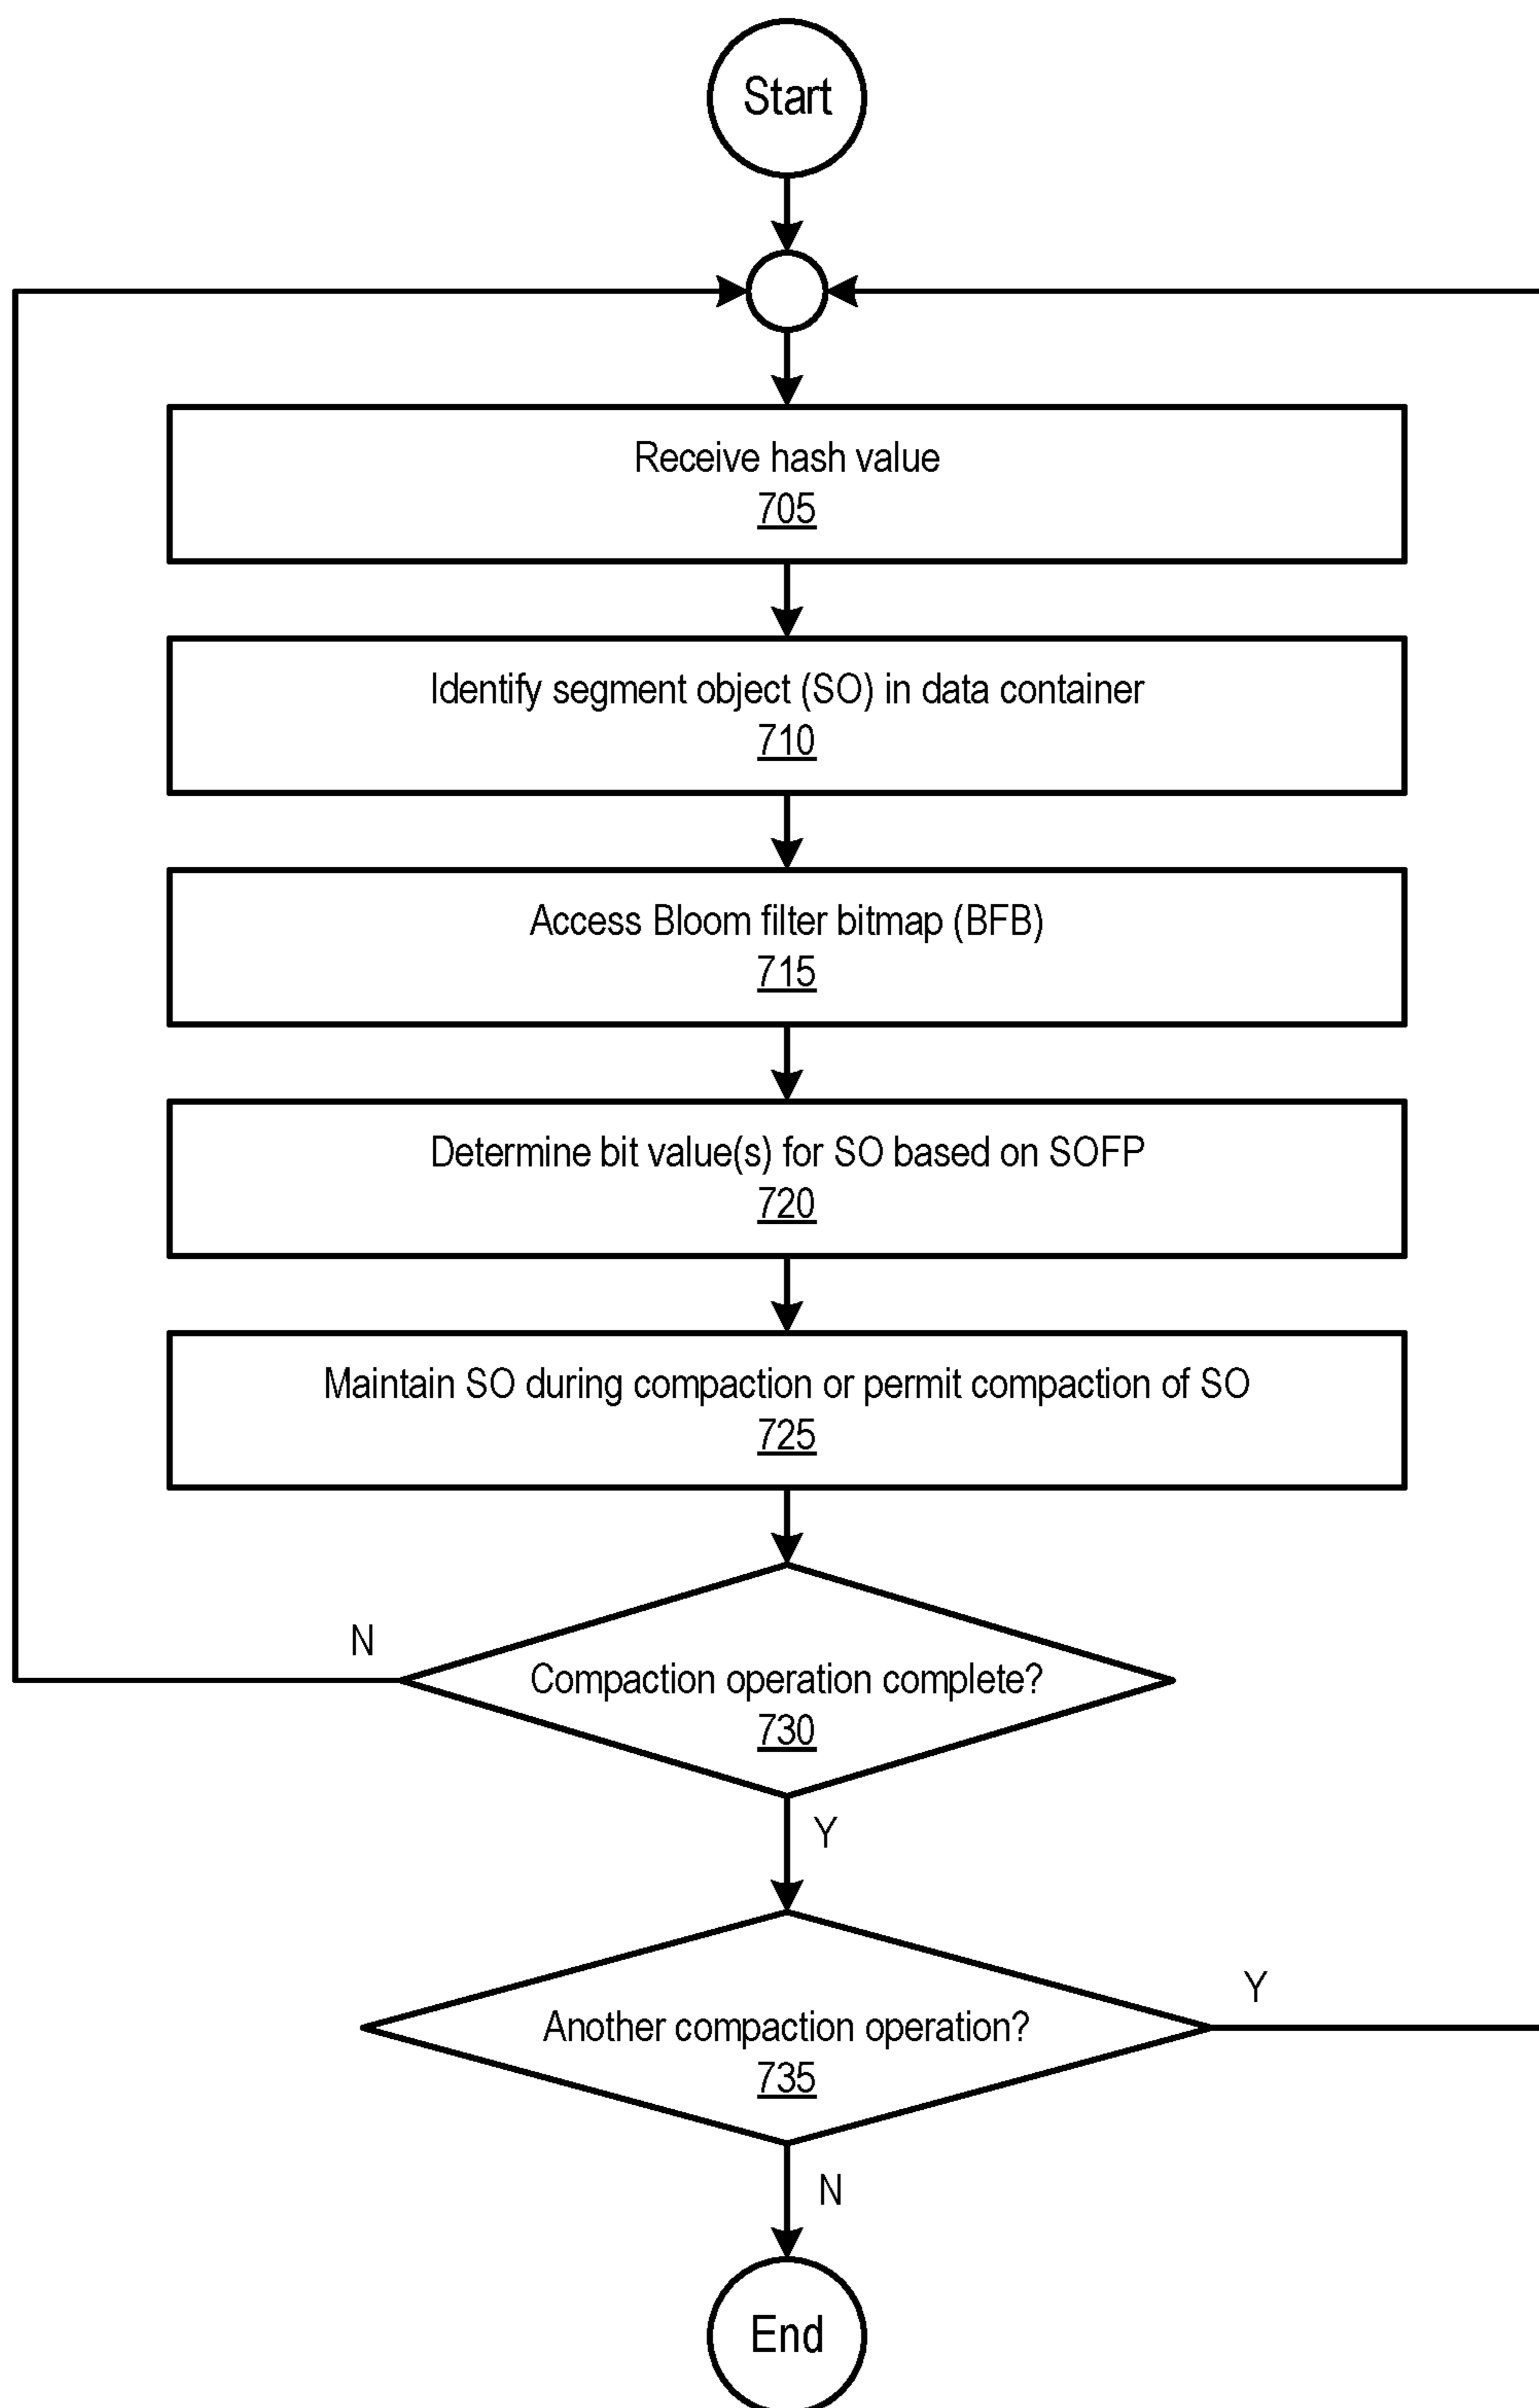 Start
Receive hash value
705
Identify segment object (SO) in data container
710
Access Bloom filter bitmap (BFB)
715
Determine bit value(s) for SO based on SOFP
720
Maintain SO during compaction or permit compaction of SO
725
N
Compaction operation complete?
730
Y
Y
Another compaction operation?
735
N
End